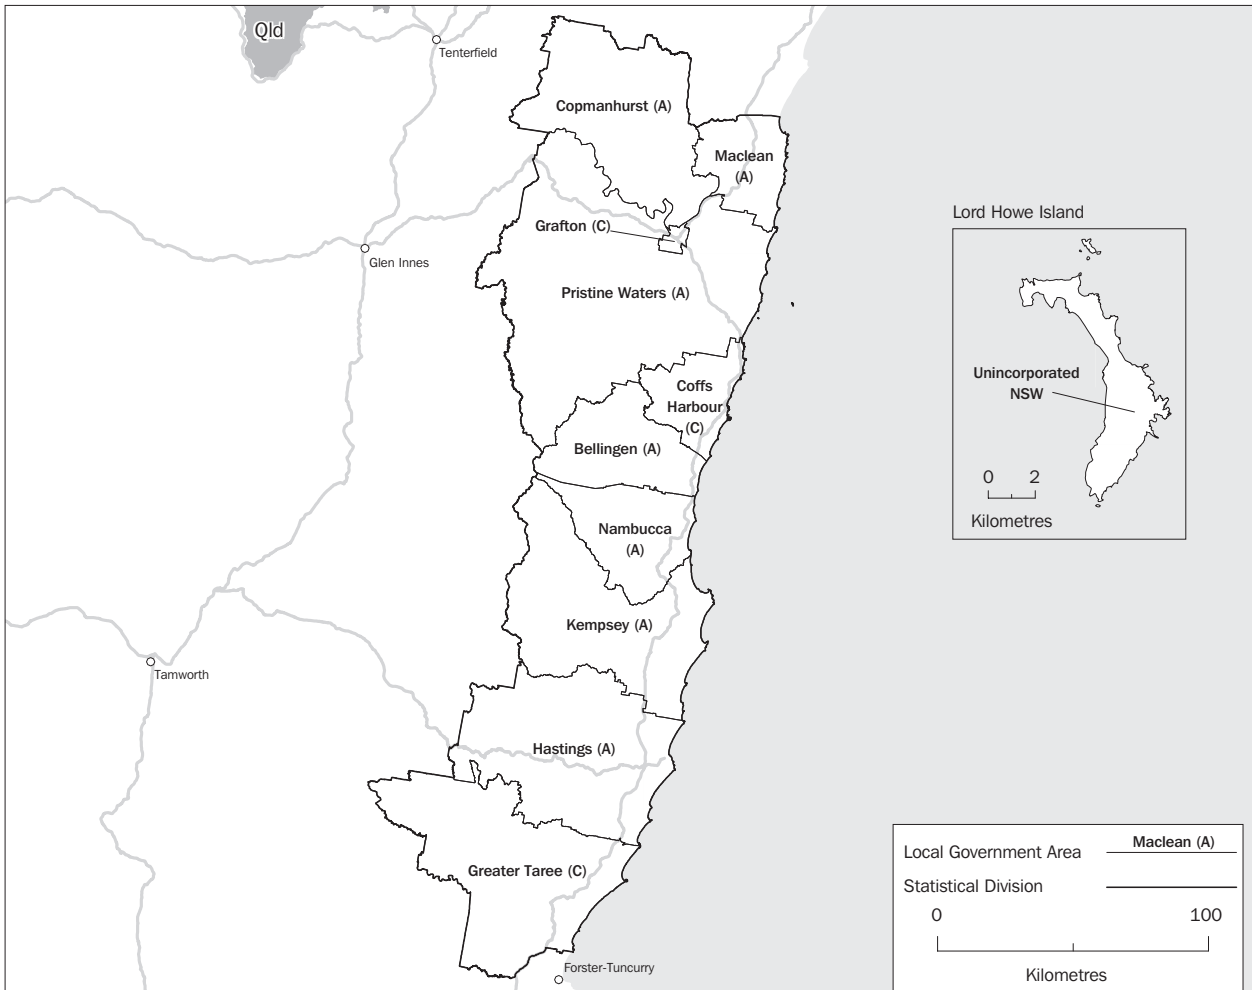 Qld
Tenterfield
Copmanhurst (A)
Maclean
(A)
Grafton (C)
Glen Innes
Pristine Waters (A)
Coffs
Harbour
(C)
Bellingen (A)
Nambucca
(A)
Kempsey (A)
Tamworth
Hastings (A)
Greater Taree (C)
Forster-Tuncurry
Lord Howe Island
Unincorporated
NSW
0 2
Kilometres
Local Government Area Maclean (A)
Statistical Division
0 100
Kilometres